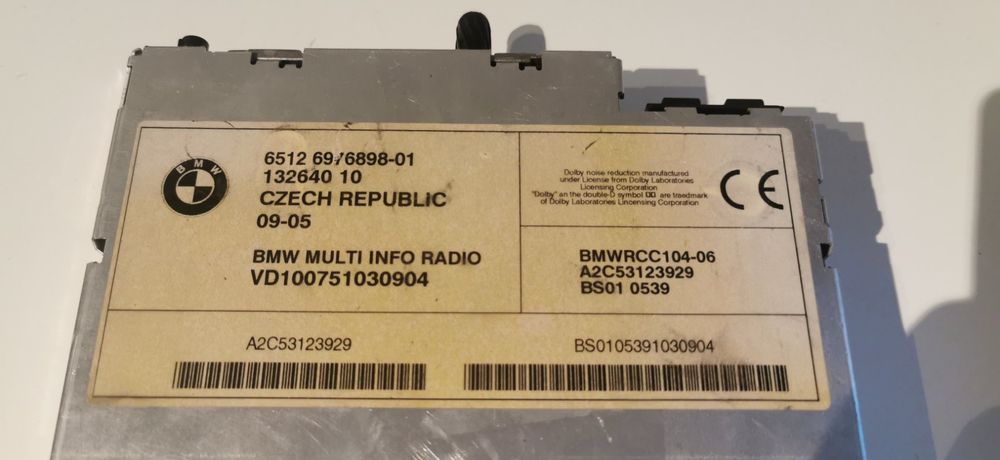 BMW
6512 6976898-01
132640 10
CZECH REPUBLIC
09-05
BMW MULTI INFO RADIO
VD100751030904
Dolby noise reduction manufactured
under License from Dolby Laboratories
Licensing Corporation
"Dolby" an the double-D symbol are traedmark
of Dolby Laboratories Lincensing Corporation
CE
BMWRCC104-06
A2C53123929
BS01 0539
A2C53123929
BS0105391030904